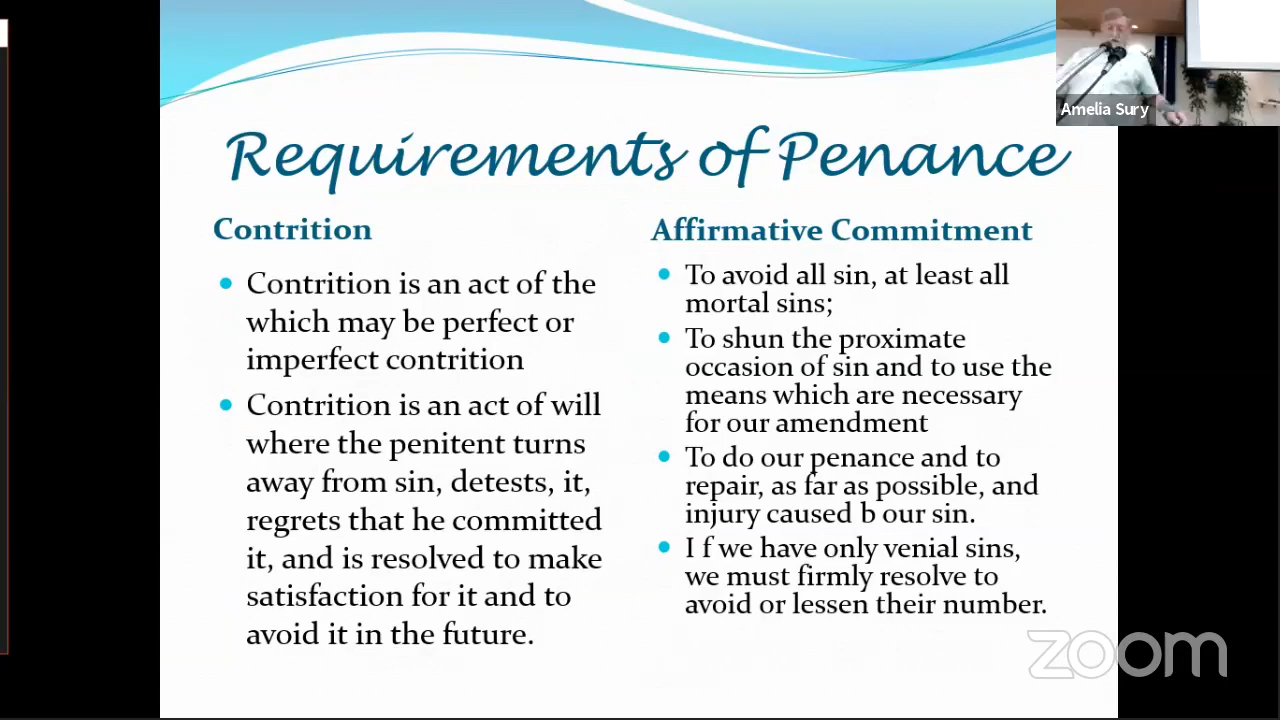 Amelia Sury
Requirements of Penance
Contrition
Contrition is an act of the
which may be perfect or
imperfect contrition
Contrition is an act of will
where the penitent turns
away from sin, detests, it,
regrets that he committed
it, and is resolved to make
satisfaction for it and to
avoid it in the future.
Affirmative Commitment
To avoid all sin, at least all
mortal sins;
To shun the proximate
occasion of sin and to use the
means which are necessary
for our amendment
To do our penance and to
repair, as far as possible, and
injury caused b our sin.
I f we have only venial sins,
we must firmly resolve to
avoid or lessen their number.
zoom